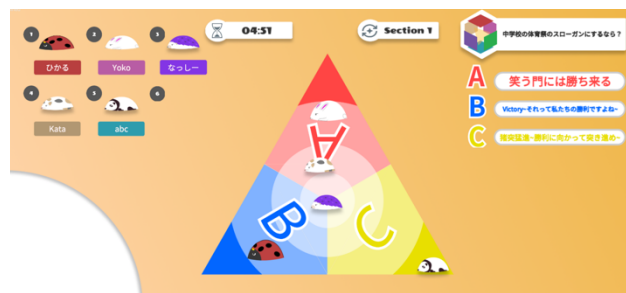 1
2
3
ひかる
Yoko
なっしー
4
5
6
Kata
abc
04:51
Section 1
中学校の体育祭のスローガンにするなら？
A 笑う門には勝ち来る
B Victory~それって私たちの勝利ですよね~
C 猪突猛進~勝利に向かって突き進め~
A
B
C